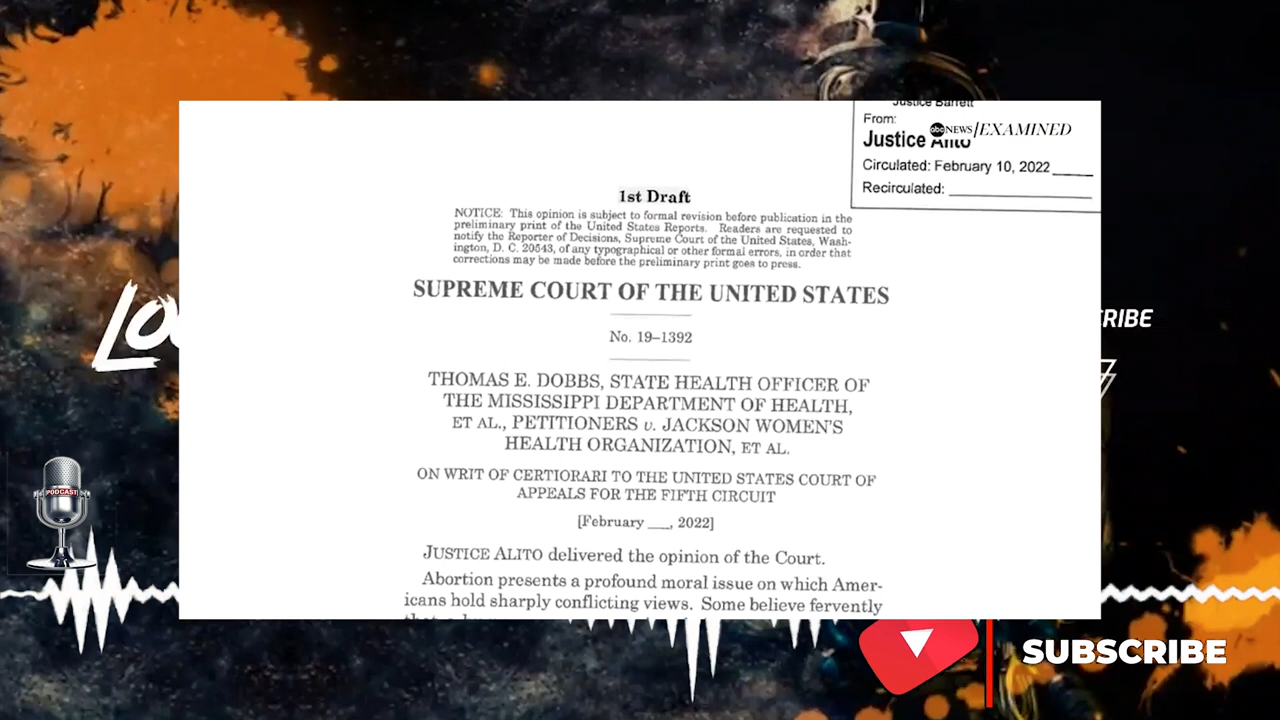 Justice Barrett
From:
abc NEWS / EXAMINED
Justice Alito
Circulated: February 10, 2022
Recirculated:
1st Draft
NOTICE: This opinion is subject to formal revision before publication in the
preliminary print of the United States Reports. Readers are requested to
notify the Reporter of Decisions, Supreme Court of the United States, Wash-
ington, D. C. 20543, of any typographical or other formal errors, in order that
corrections may be made before the preliminary print goes to press.
SUPREME COURT OF THE UNITED STATES
No. 19–1392
THOMAS E. DOBBS, STATE HEALTH OFFICER OF
THE MISSISSIPPI DEPARTMENT OF HEALTH,
ET AL., PETITIONERS v. JACKSON WOMEN'S
HEALTH ORGANIZATION, ET AL.
ON WRIT OF CERTIORARI TO THE UNITED STATES COURT OF
APPEALS FOR THE FIFTH CIRCUIT
[February __, 2022]
JUSTICE ALITO delivered the opinion of the Court.
Abortion presents a profound moral issue on which Amer-
icans hold sharply conflicting views. Some believe fervently
PODCAST
SUBSCRIBE